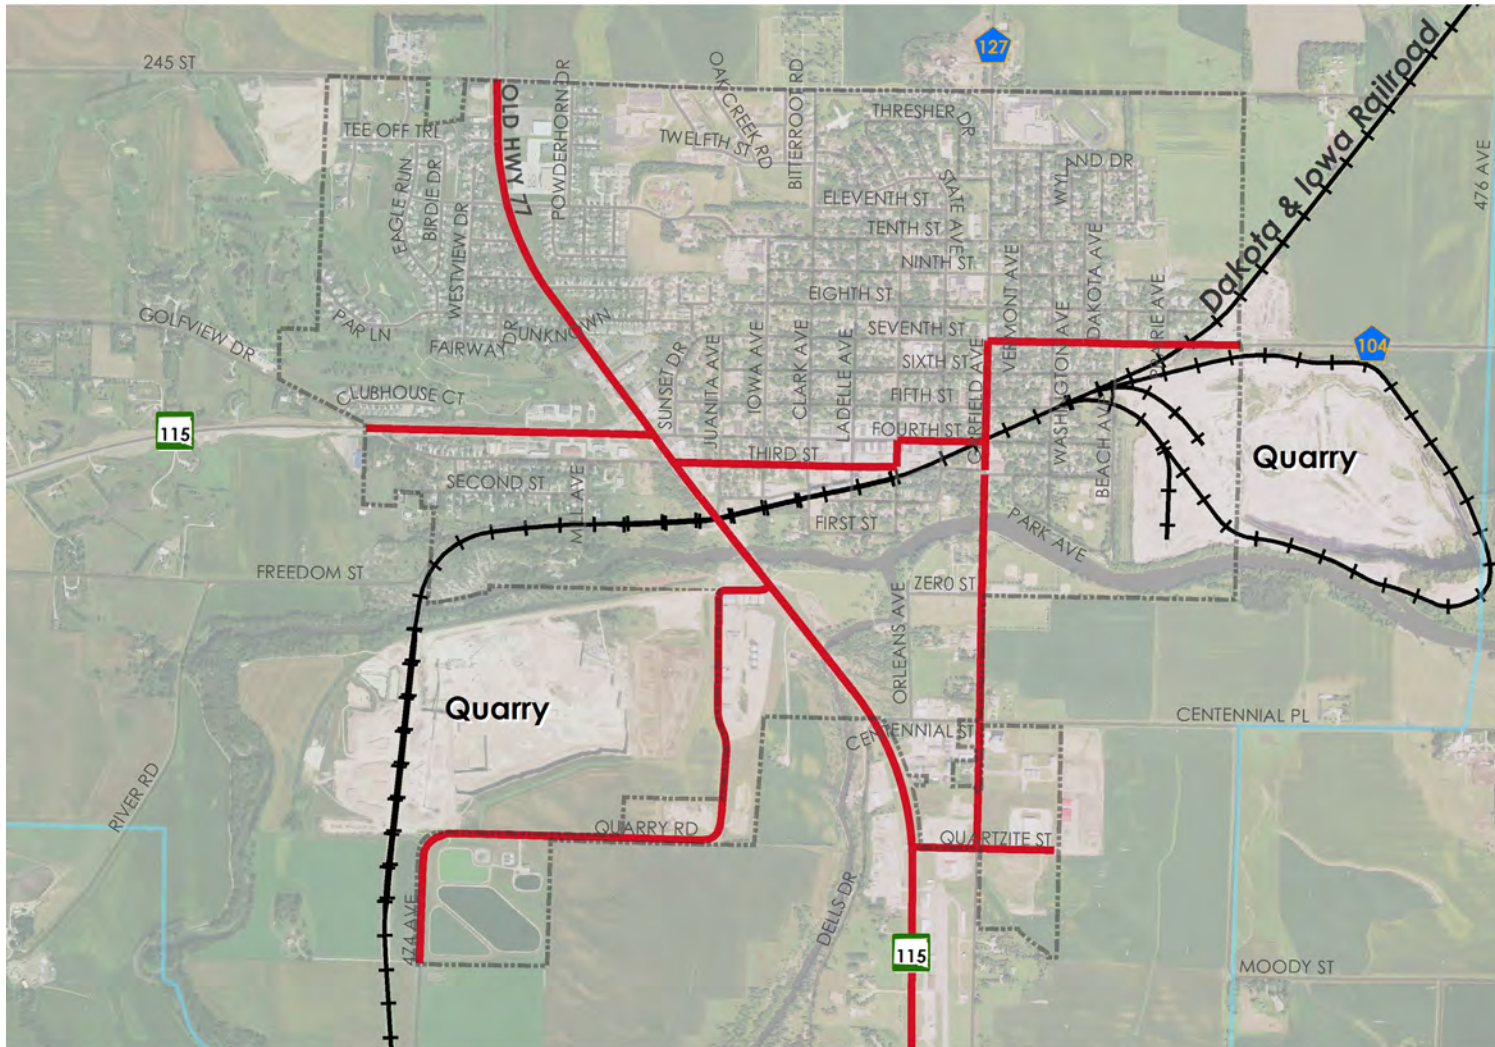 127
245 ST
OLD HWY 77
POWDERHORN DR
OAK CREEK RD
BITTERROOT RD
THRESHER DR
TEE OFF TRL
TWELFTH ST
Dakota & Iowa Railroad
476 AVE
EAGLE RUN
BIRDIE DR
WESTVIEW DR
ELEVENTH ST
STATE AVE
TENTH ST
NINTH ST
EIGHTH ST
VERMONT AVE
DAKOTA AVE
GOLFVIEW DR
PAR LN
FAIRWAY DR
UNKNOWN
SEVENTH ST
SIXTH ST
WASHINGTON AVE
104
SUNSET DR
JUANITA AVE
IOWA AVE
CLARK AVE
LADELLE AVE
FIFTH ST
GARFIELD AVE
BEACH AVE
CLUBHOUSE CT
115
FOURTH ST
THIRD ST
Quarry
SECOND ST
FIRST ST
PARK AVE
FREEDOM ST
ZERO ST
ORLEANS AVE
Quarry
CENTENNIAL ST
CENTENNIAL PL
RIVER RD
QUARRY RD
QUARTZITE ST
474 AVE
DELLS DR
115
MOODY ST